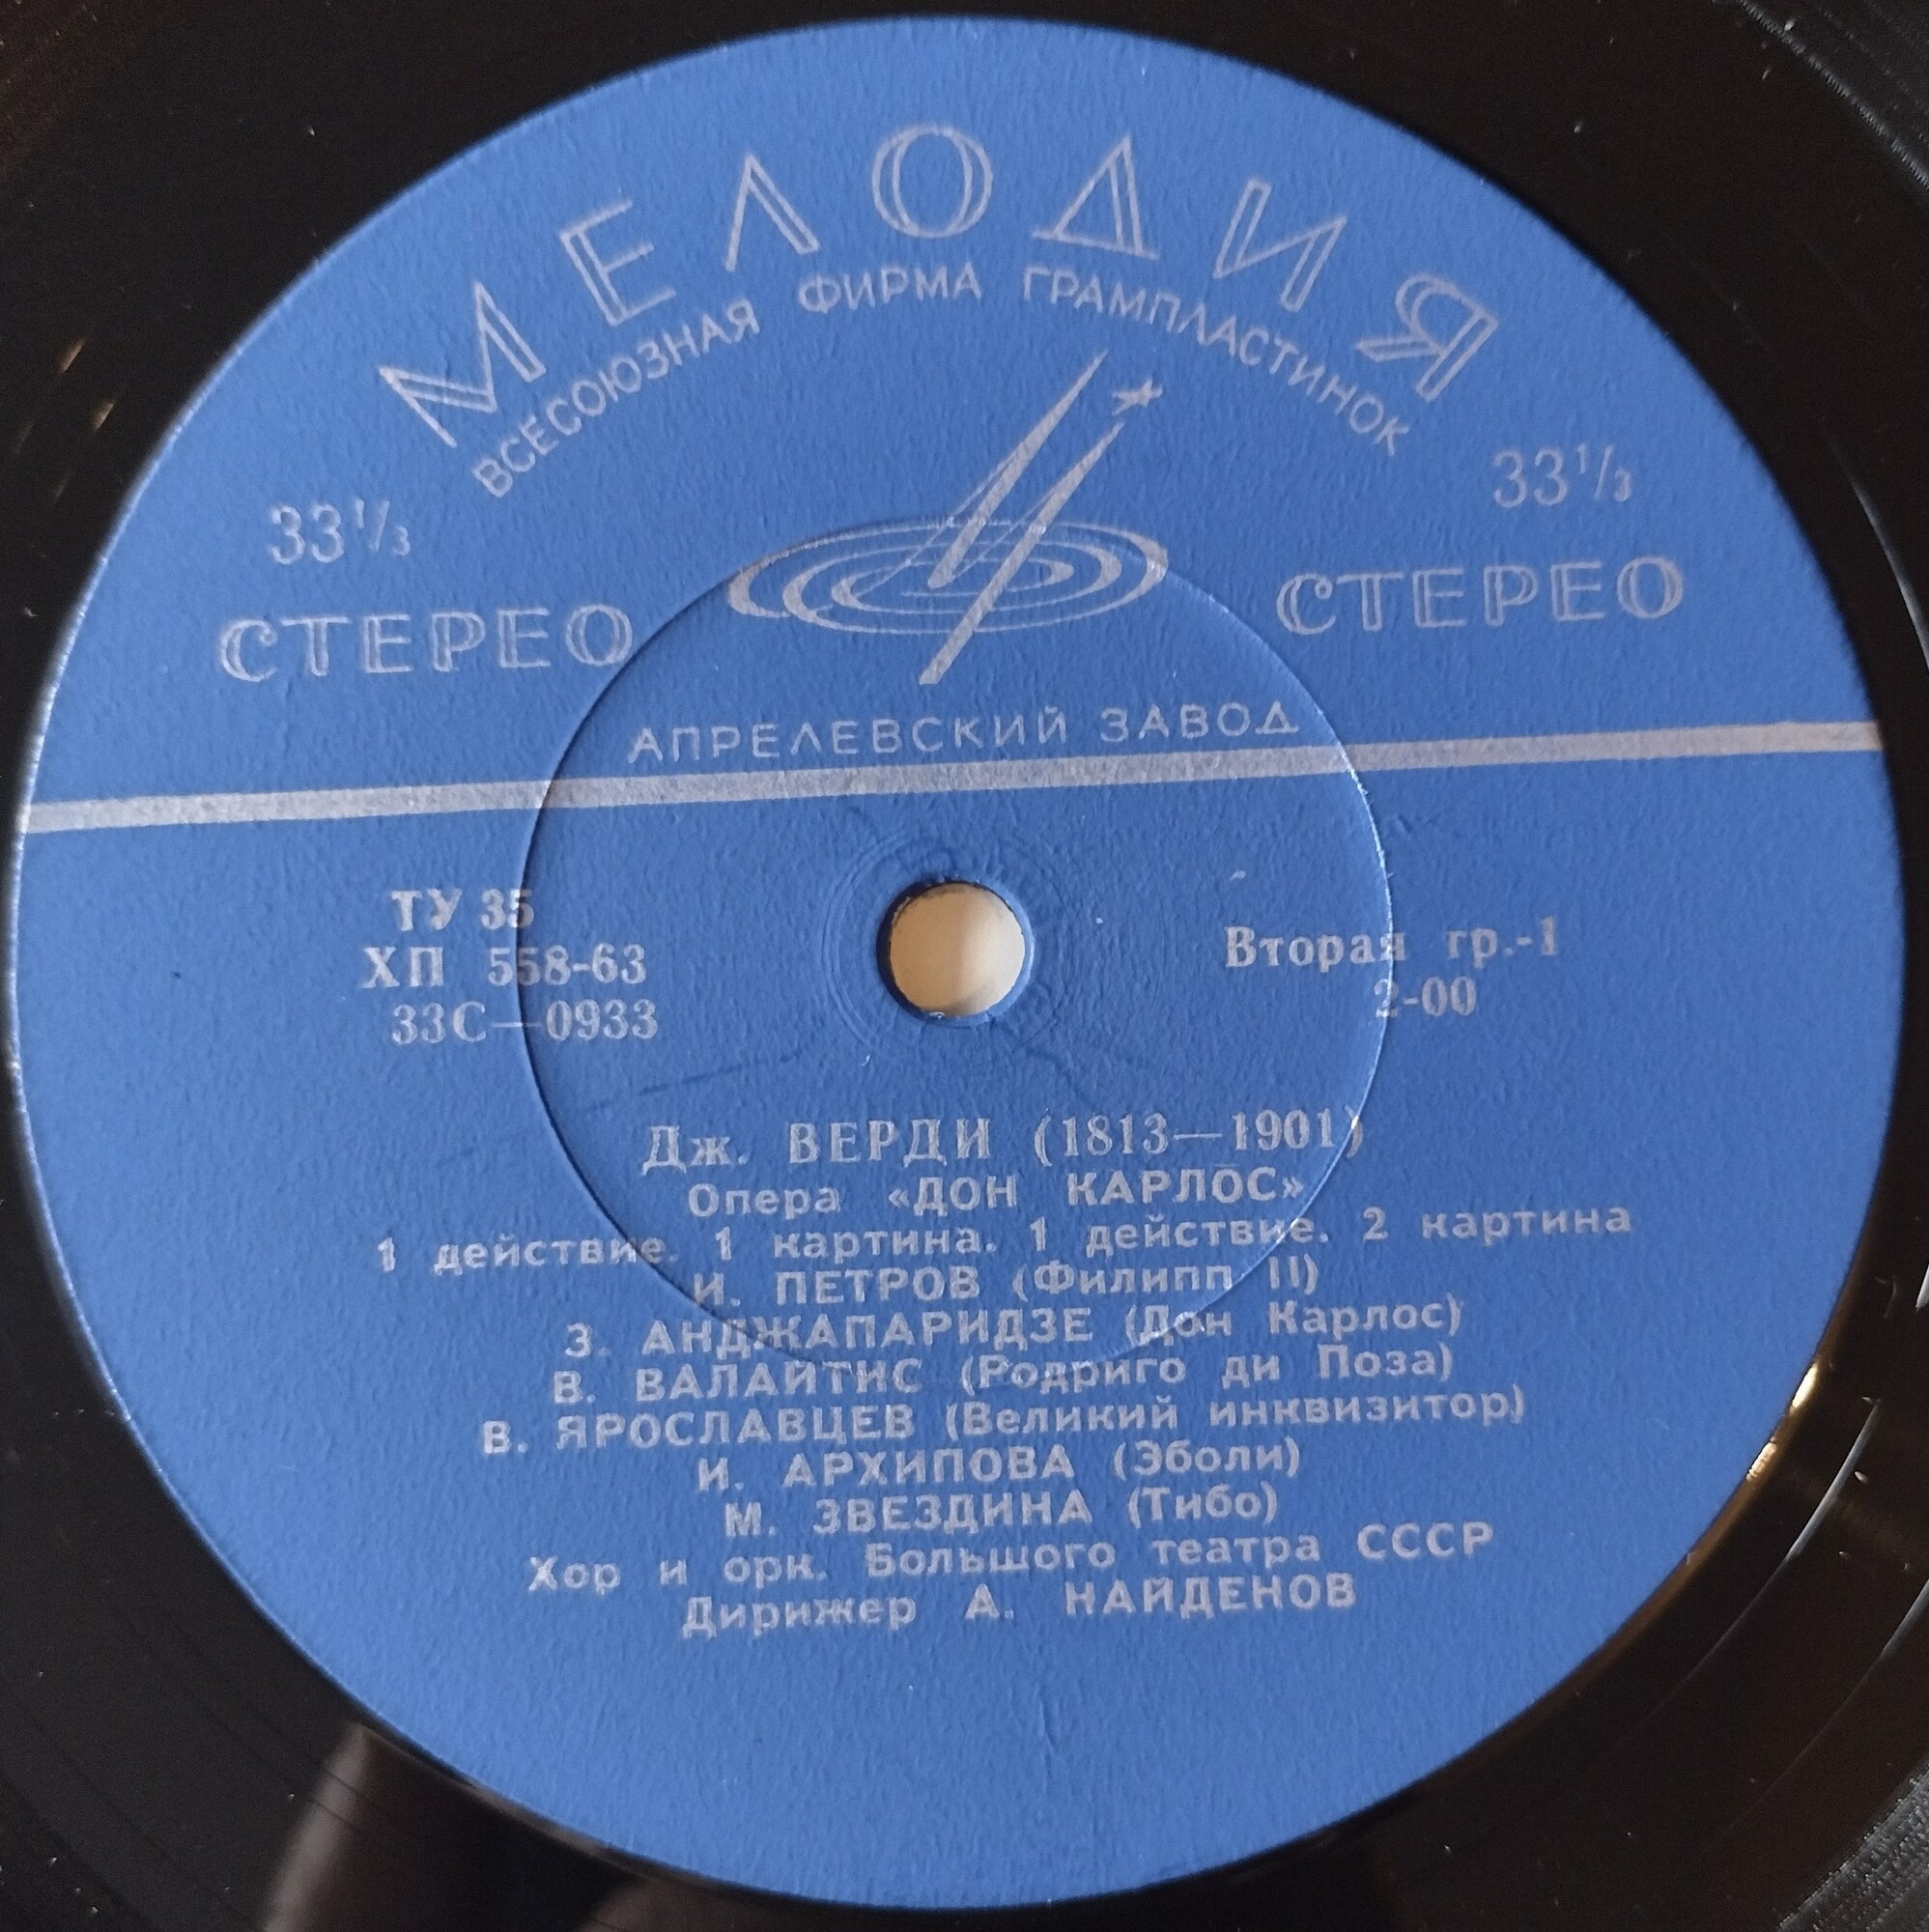 МЕЛОДИЯ
ВСЕСОЮЗНАЯ ФИРМА ГРАМПЛАСТИНОК
33⅓ 33⅓
СТЕРЕО СТЕРЕО
АПРЕЛЕВСКИЙ ЗАВОД
ТУ 35
ХП 558-63
33С—0933
Вторая гр.-1
2-00
Дж. ВЕРДИ (1813—1901)
Опера «ДОН КАРЛОС»
1 действие. 1 картина. 1 действие. 2 картина
И. ПЕТРОВ (Филипп II)
З. АНДЖАПАРИДЗЕ (Дон Карлос)
В. ВАЛАЙТИС (Родриго ди Поза)
В. ЯРОСЛАВЦЕВ (Великий инквизитор)
И. АРХИПОВА (Эболи)
М. ЗВЕЗДИНА (Тибо)
Хор и орк. Большого театра СССР
Дирижер А. НАЙДЕНОВ